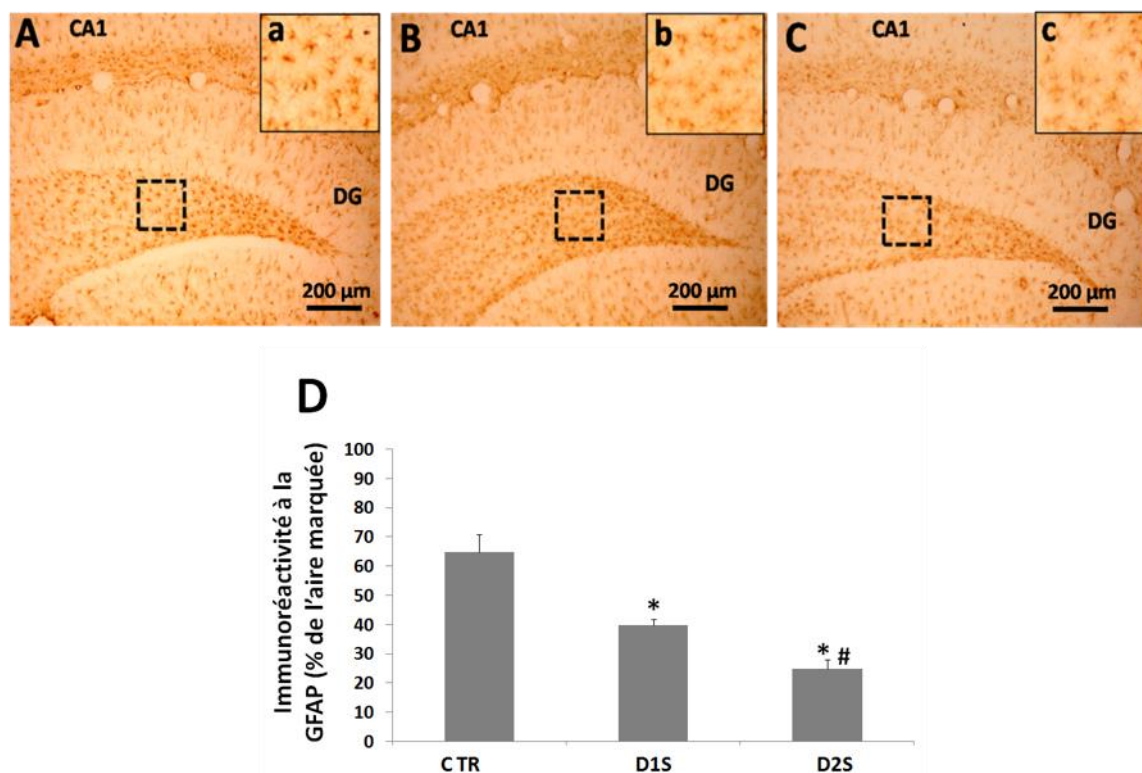 A
CA1
a
DG
200 µm
B
CA1
b
DG
200 µm
C
CA1
c
DG
200 µm
D
Immunoréactivité à la
GFAP (% de l'aire marquée)
100
90
80
70
60
50
40
30
20
10
0
*
* #
CTR
D1S
D2S